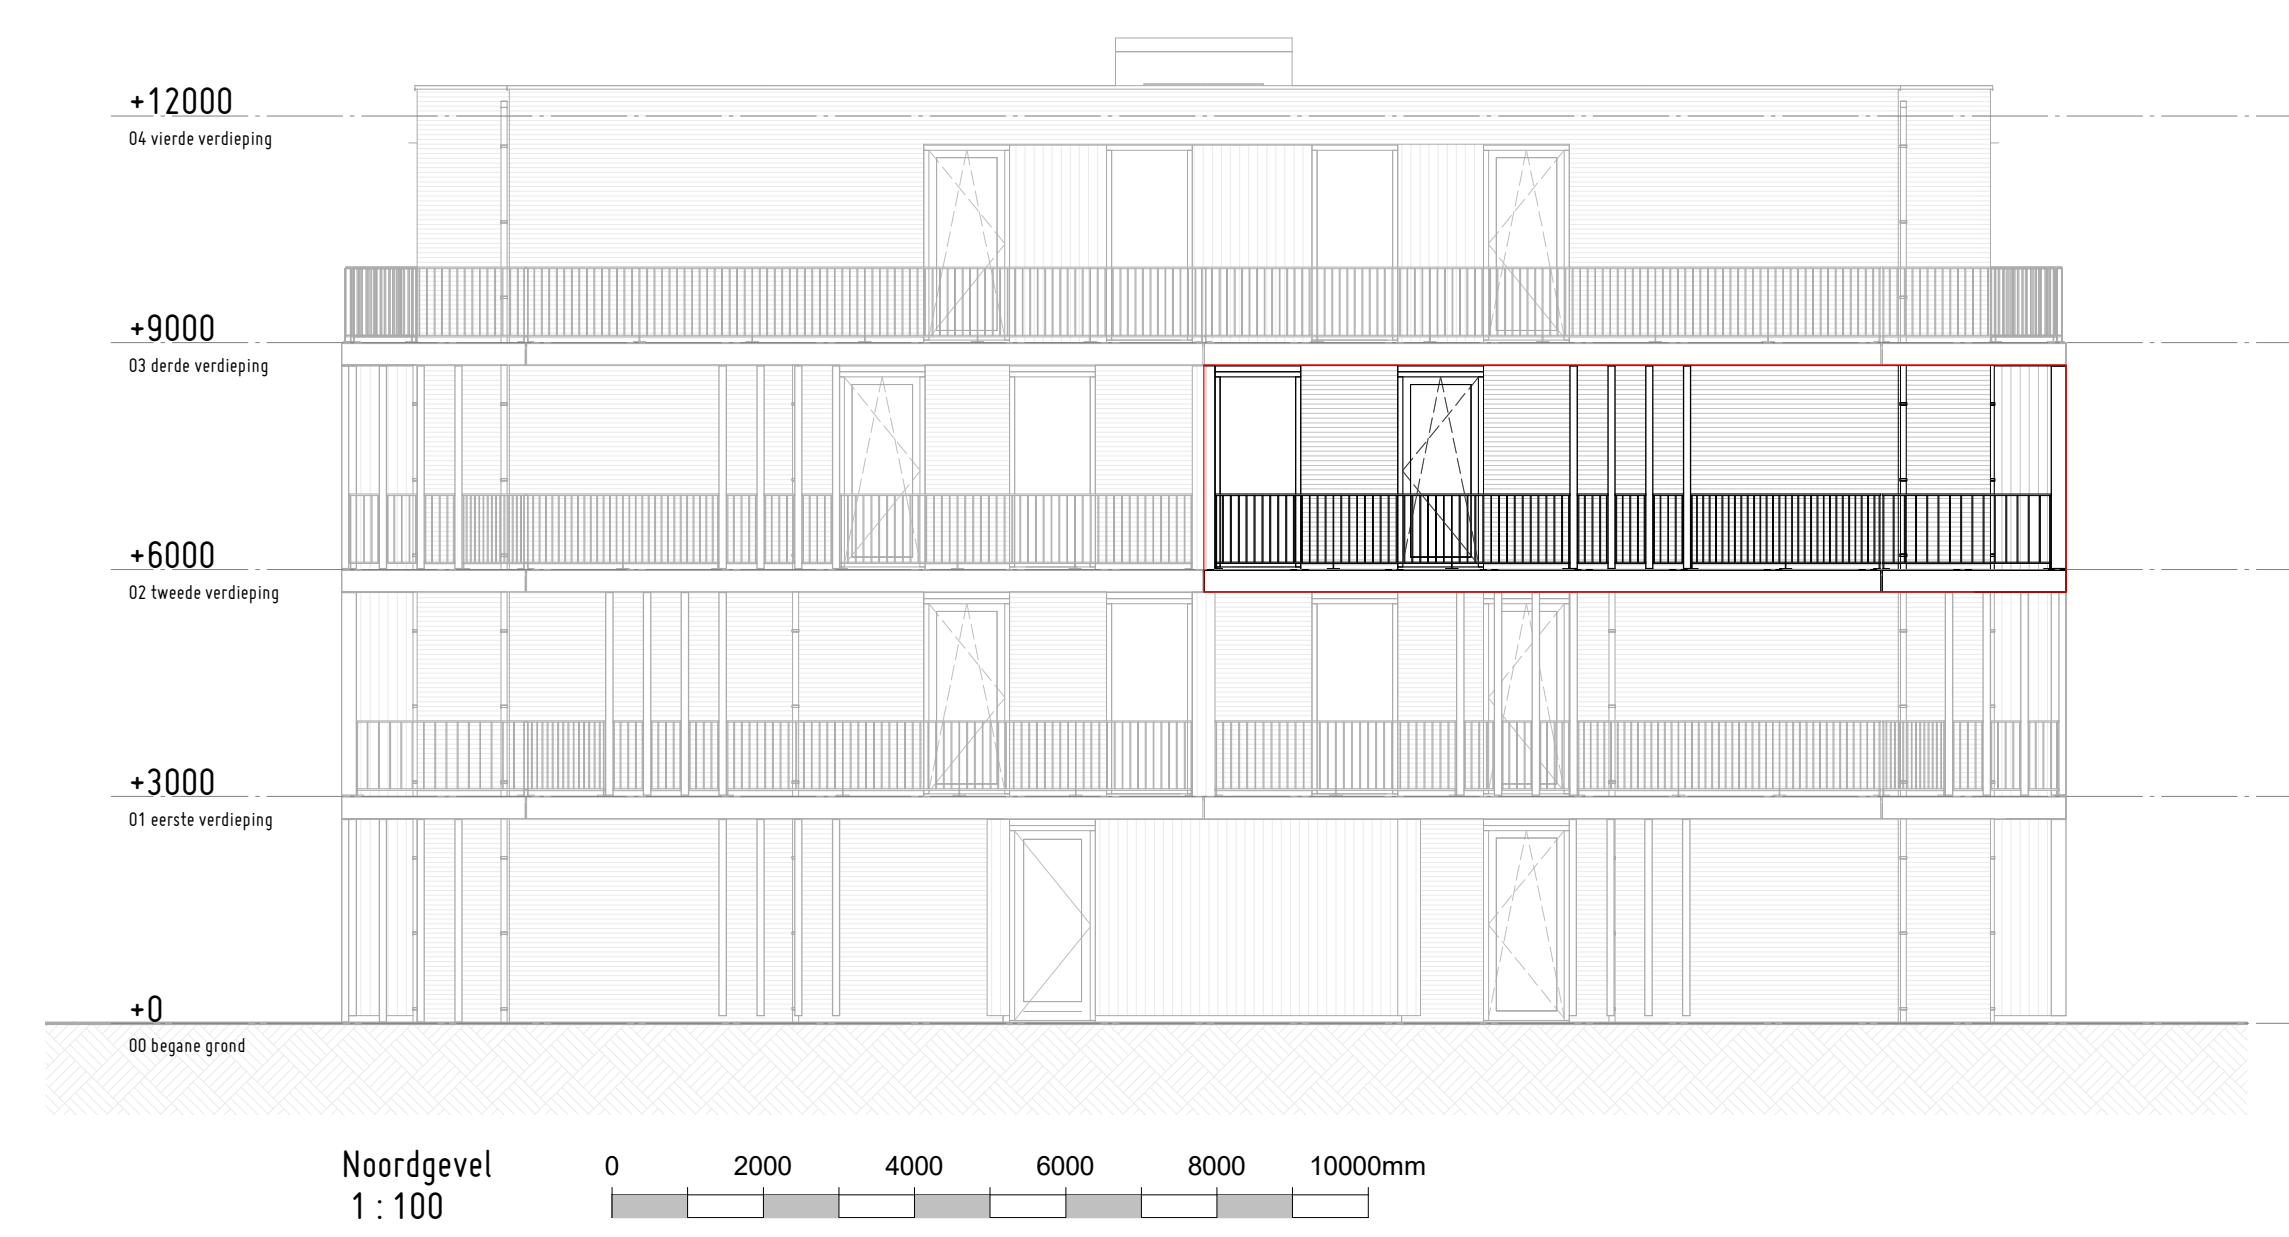 +12000
04 vierde verdieping
+9000
03 derde verdieping
+6000
02 tweede verdieping
+3000
01 eerste verdieping
+0
00 begane grond
Noordgevel
1 : 100
0 2000 4000 6000 8000 10000mm